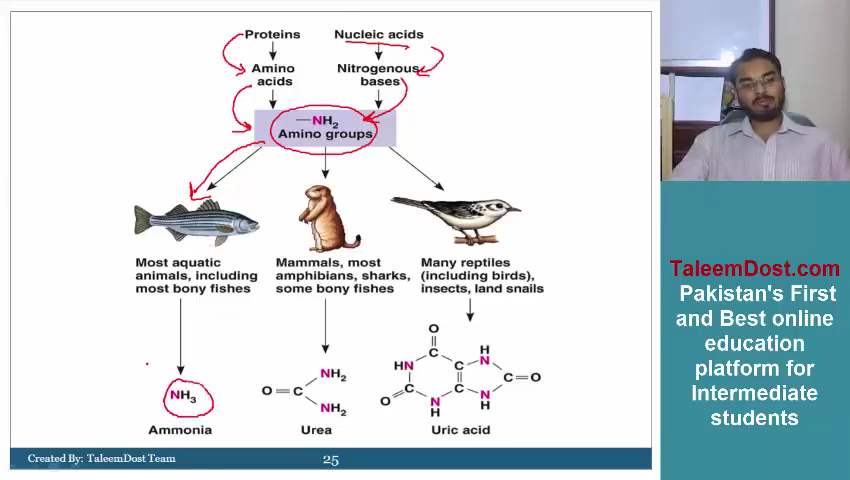 Proteins
Nucleic acids
Amino
acids
Nitrogenous
bases
—NH2
Amino groups
Most aquatic
animals, including
most bony fishes
Mammals, most
amphibians, sharks,
some bony fishes
Many reptiles
(including birds),
insects, land snails
NH3
Ammonia
O
C
NH2
NH2
Urea
O
C
HN
C
O
N
H
H
N
C
O
N
H
Uric acid
Created By: TaleemDost Team
25
TaleemDost.com
Pakistan's First
and Best online
education
platform for
Intermediate
students